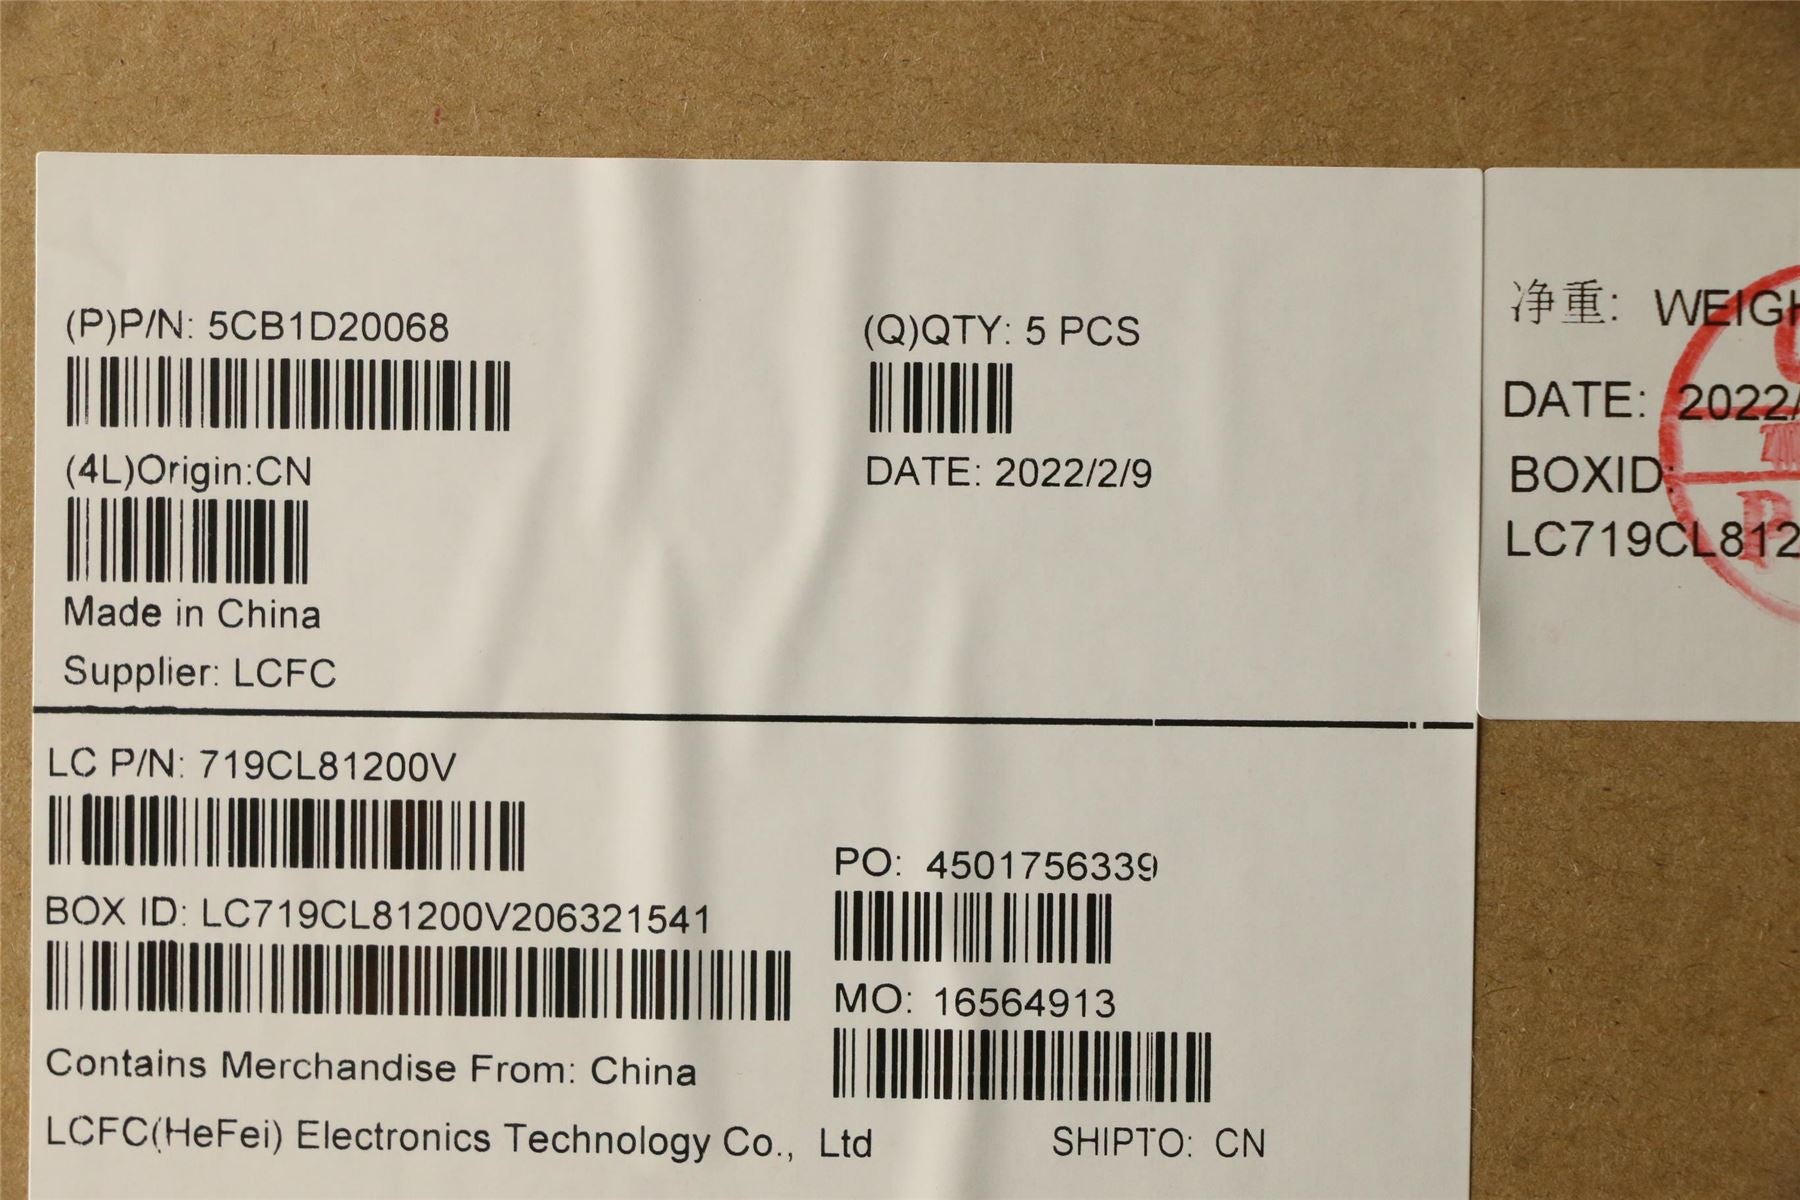 (P)P/N: 5CB1D20068
(Q)QTY: 5 PCS
(4L)Origin:CN
DATE: 2022/2/9
Made in China
Supplier: LCFC
LC P/N: 719CL81200V
PO: 4501756339
BOX ID: LC719CL81200V206321541
MO: 16564913
Contains Merchandise From: China
LCFC(HeFei) Electronics Technology Co., Ltd
SHIPTO: CN
净重: WEIGH
DATE: 2022/
BOXID:
LC719CL812